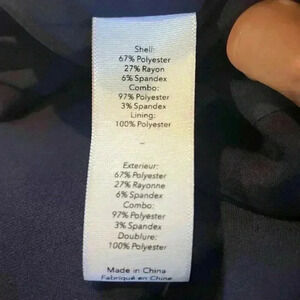 Shell:
67% Polyester
27% Rayon
6% Spandex
Combo:
97% Polyester
3% Spandex
Lining:
100% Polyester
-
Exterieur:
67% Polyester
27% Rayonne
6% Spandex
Combo:
97% Polyester
3% Spandex
Doublure:
100% Polyester
Made in China
Fabriqué en Chine